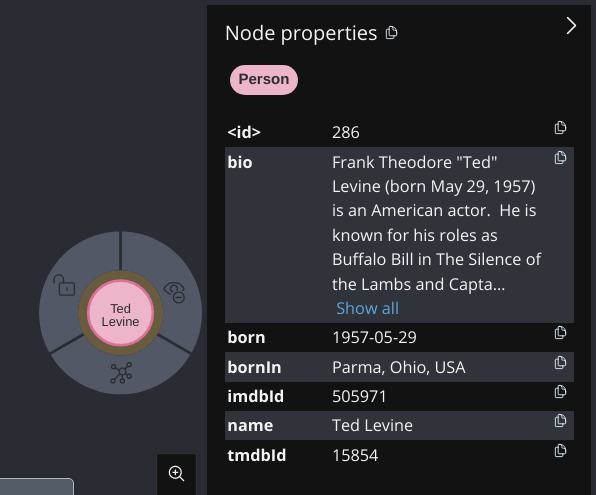 Node properties
Person
<id> 286
bio Frank Theodore "Ted"
Levine (born May 29, 1957)
is an American actor. He is
known for his roles as
Buffalo Bill in The Silence of
the Lambs and Capta...
Show all
born 1957-05-29
bornIn Parma, Ohio, USA
imdbId 505971
name Ted Levine
tmdbId 15854
Ted
Levine